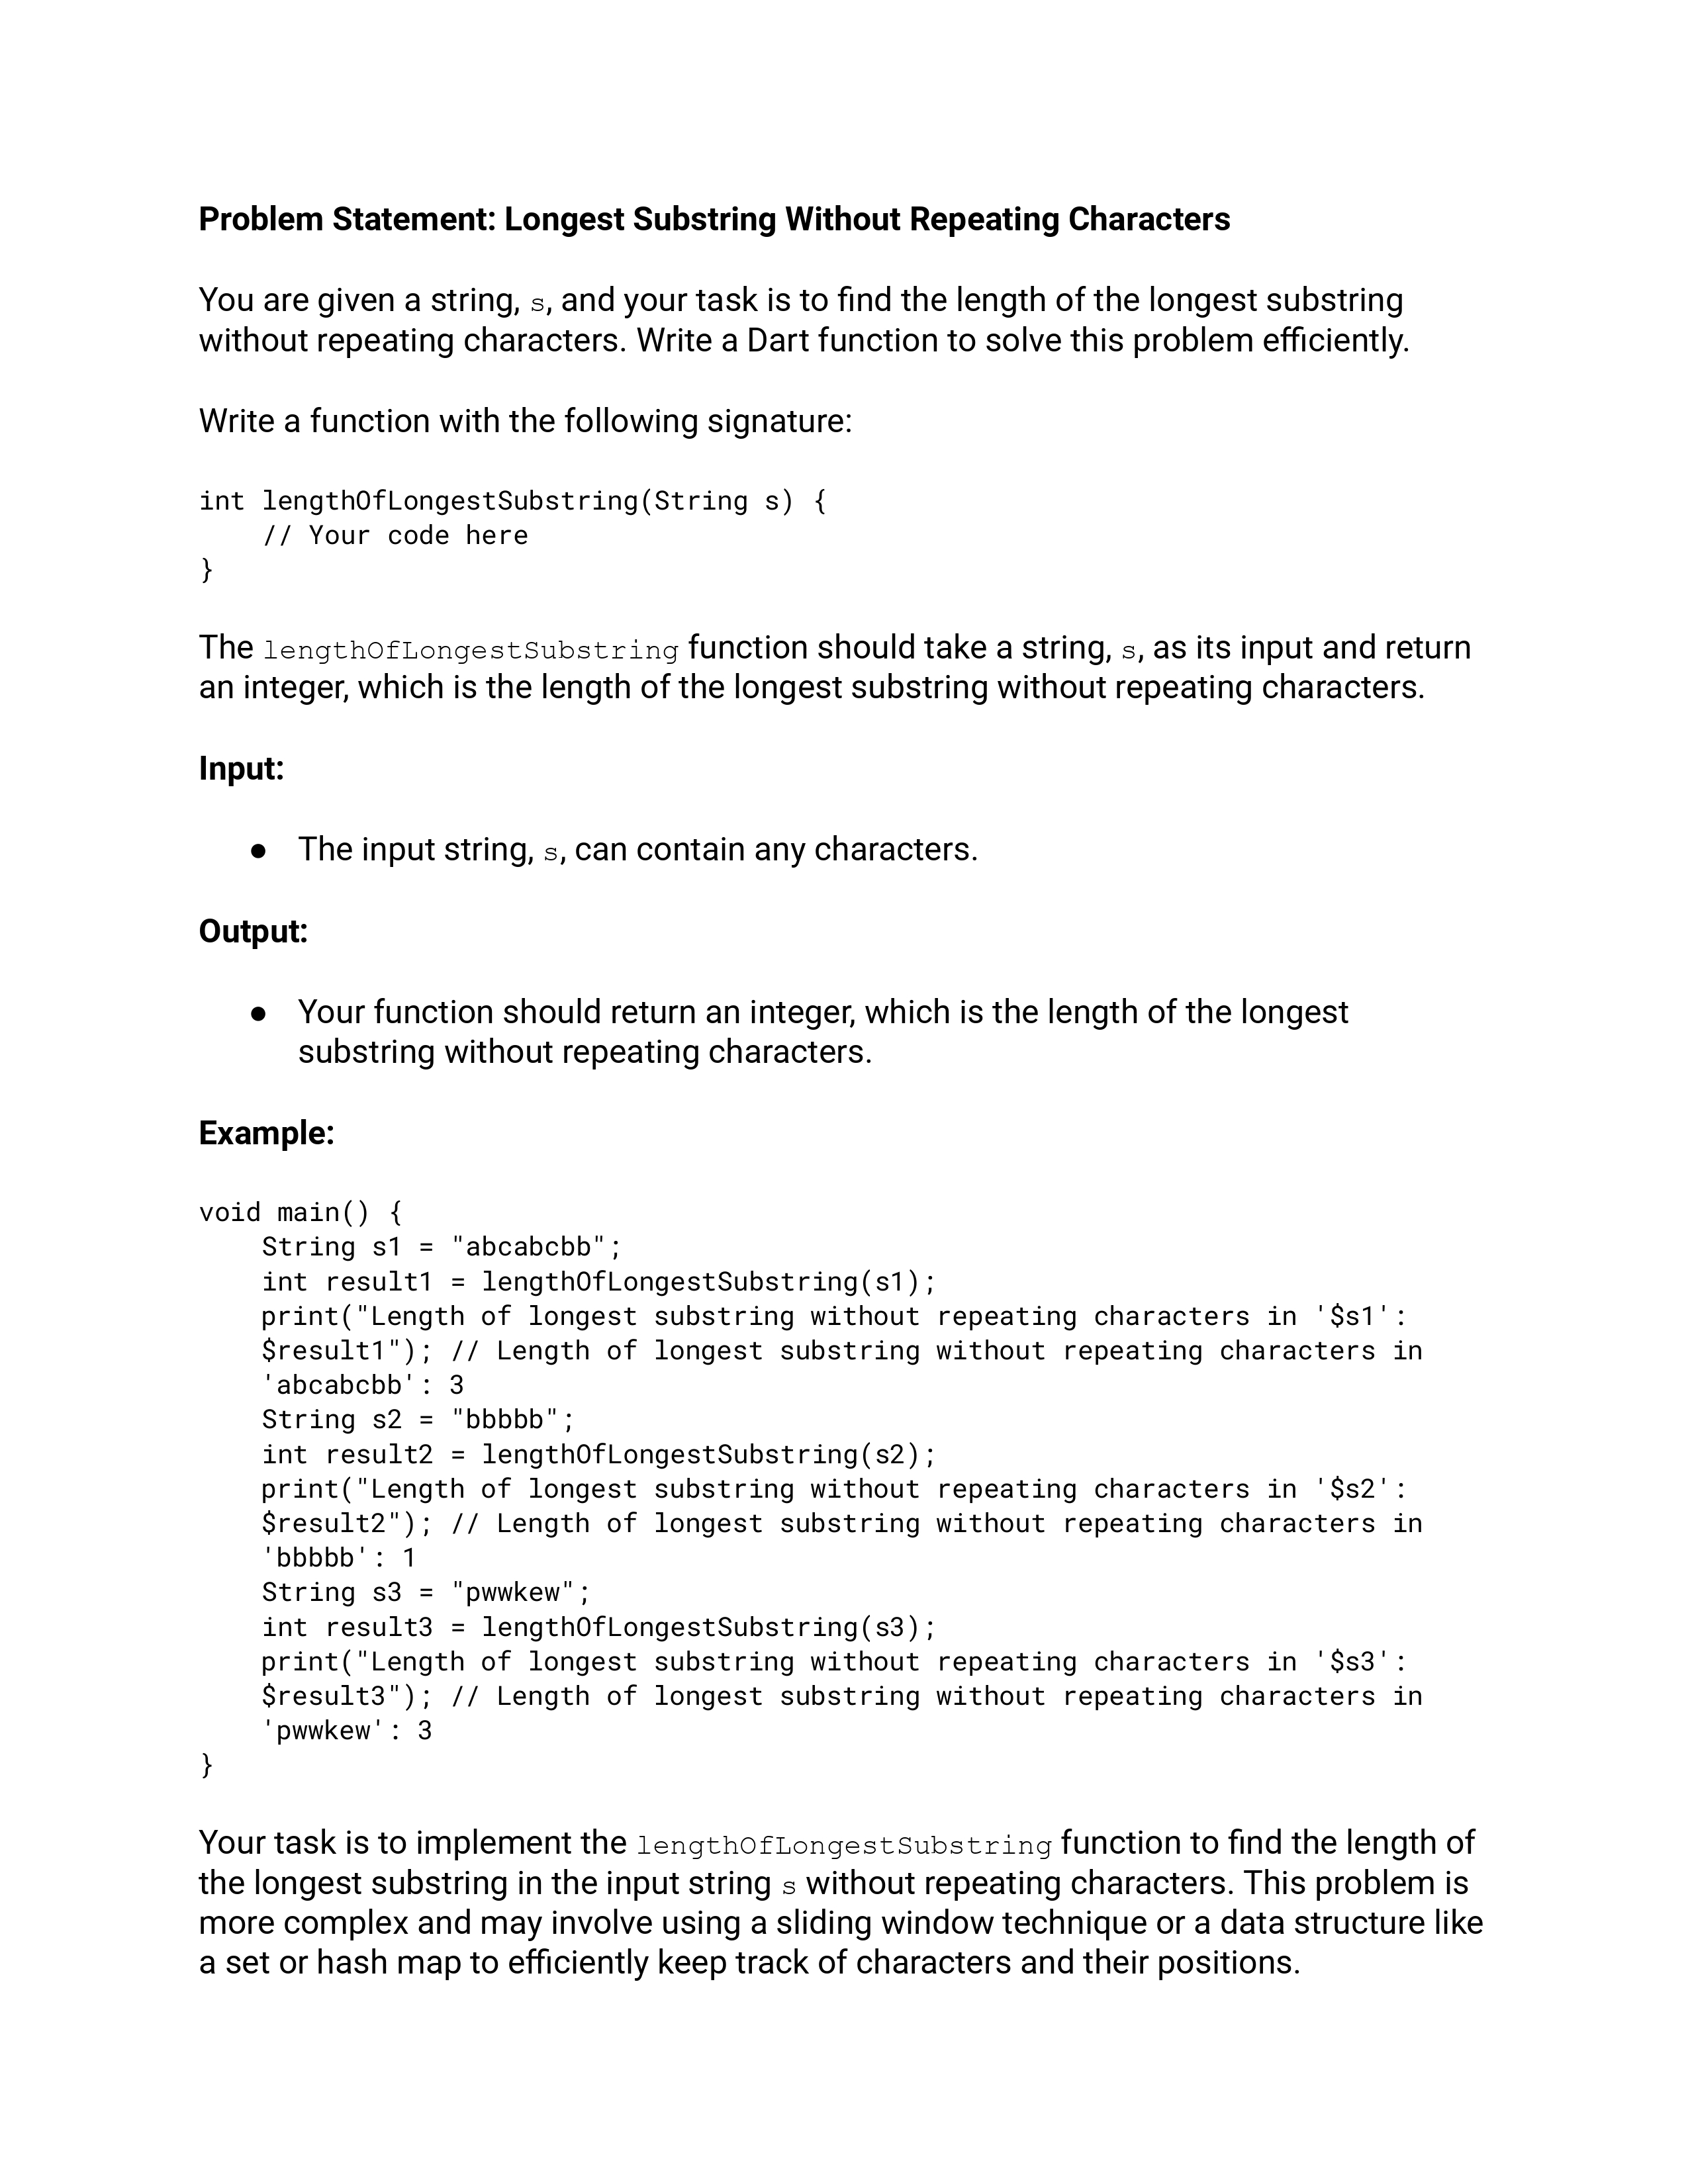 Problem Statement: Longest Substring Without Repeating Characters
You are given a string, s, and your task is to find the length of the longest substring
without repeating characters. Write a Dart function to solve this problem efficiently.
Write a function with the following signature:
int lengthOfLongestSubstring(String s) {
    // Your code here
}
The lengthOfLongestSubstring function should take a string, s, as its input and return
an integer, which is the length of the longest substring without repeating characters.
Input:
● The input string, s, can contain any characters.
Output:
● Your function should return an integer, which is the length of the longest
substring without repeating characters.
Example:
void main() {
    String s1 = "abcabcbb";
    int result1 = lengthOfLongestSubstring(s1);
    print("Length of longest substring without repeating characters in '$s1':
    $result1"); // Length of longest substring without repeating characters in
    'abcabcbb': 3
    String s2 = "bbbbb";
    int result2 = lengthOfLongestSubstring(s2);
    print("Length of longest substring without repeating characters in '$s2':
    $result2"); // Length of longest substring without repeating characters in
    'bbbbb': 1
    String s3 = "pwwkew";
    int result3 = lengthOfLongestSubstring(s3);
    print("Length of longest substring without repeating characters in '$s3':
    $result3"); // Length of longest substring without repeating characters in
    'pwwkew': 3
}
Your task is to implement the lengthOfLongestSubstring function to find the length of
the longest substring in the input string s without repeating characters. This problem is
more complex and may involve using a sliding window technique or a data structure like
a set or hash map to efficiently keep track of characters and their positions.